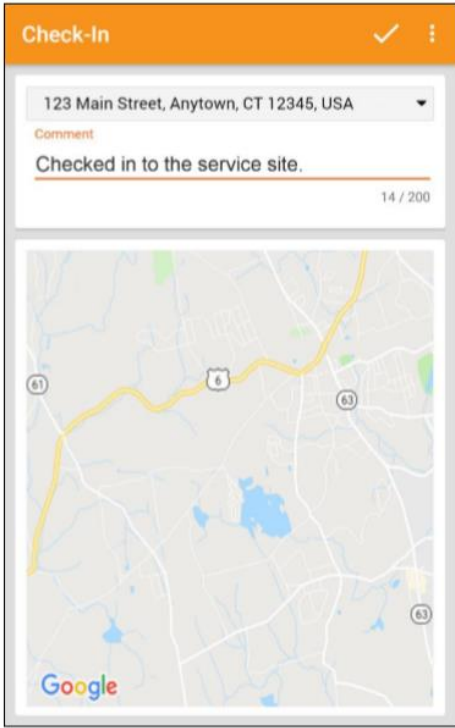 Check-In
123 Main Street, Anytown, CT 12345, USA
Comment
Checked in to the service site.
14 / 200
6
61
63
63
Google